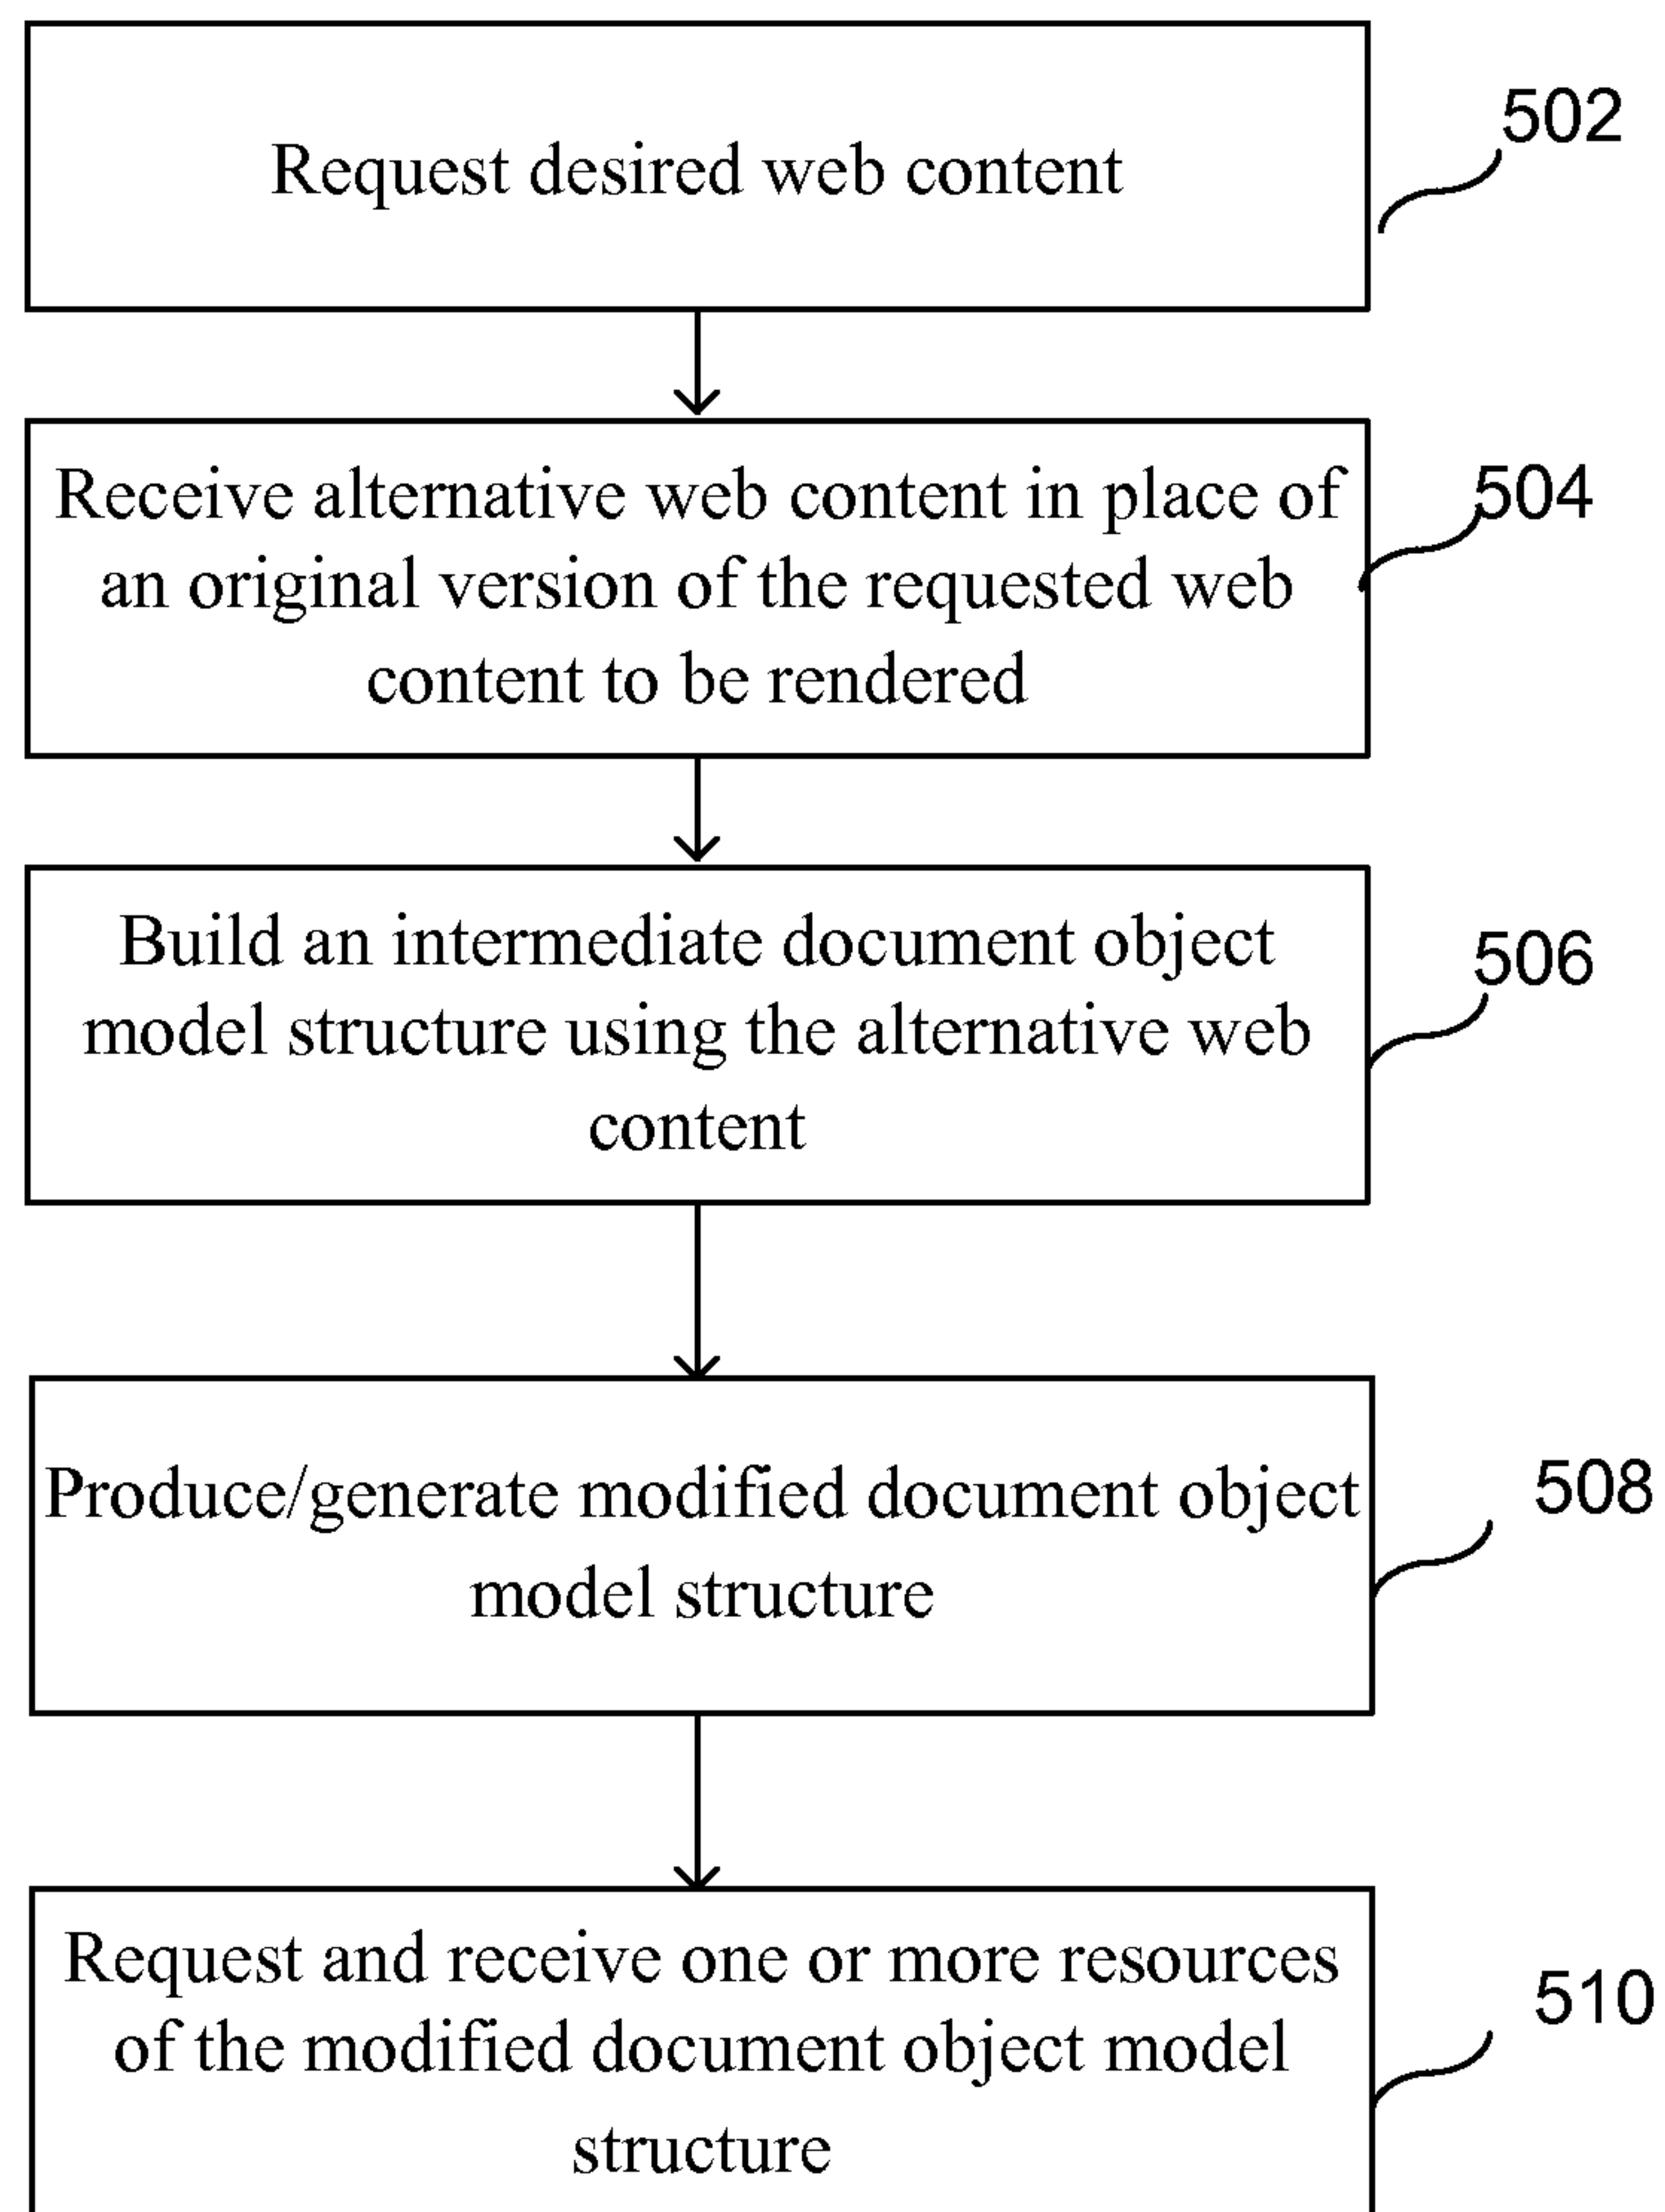 Request desired web content
502
Receive alternative web content in place of
an original version of the requested web
content to be rendered
504
Build an intermediate document object
model structure using the alternative web
content
506
Produce/generate modified document object
model structure
508
Request and receive one or more resources
of the modified document object model
structure
510